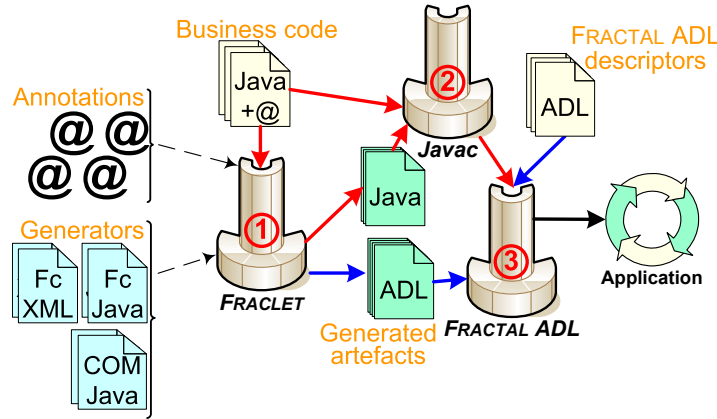 Business code
Java
+@
FRACTAL ADL
descriptors
ADL
Annotations
@ @
@ @
2
Javac
1
FRACLET
Java
Generators
Fc
XML
Fc
Java
COM
Java
ADL
Generated
artefacts
3
FRACTAL ADL
Application